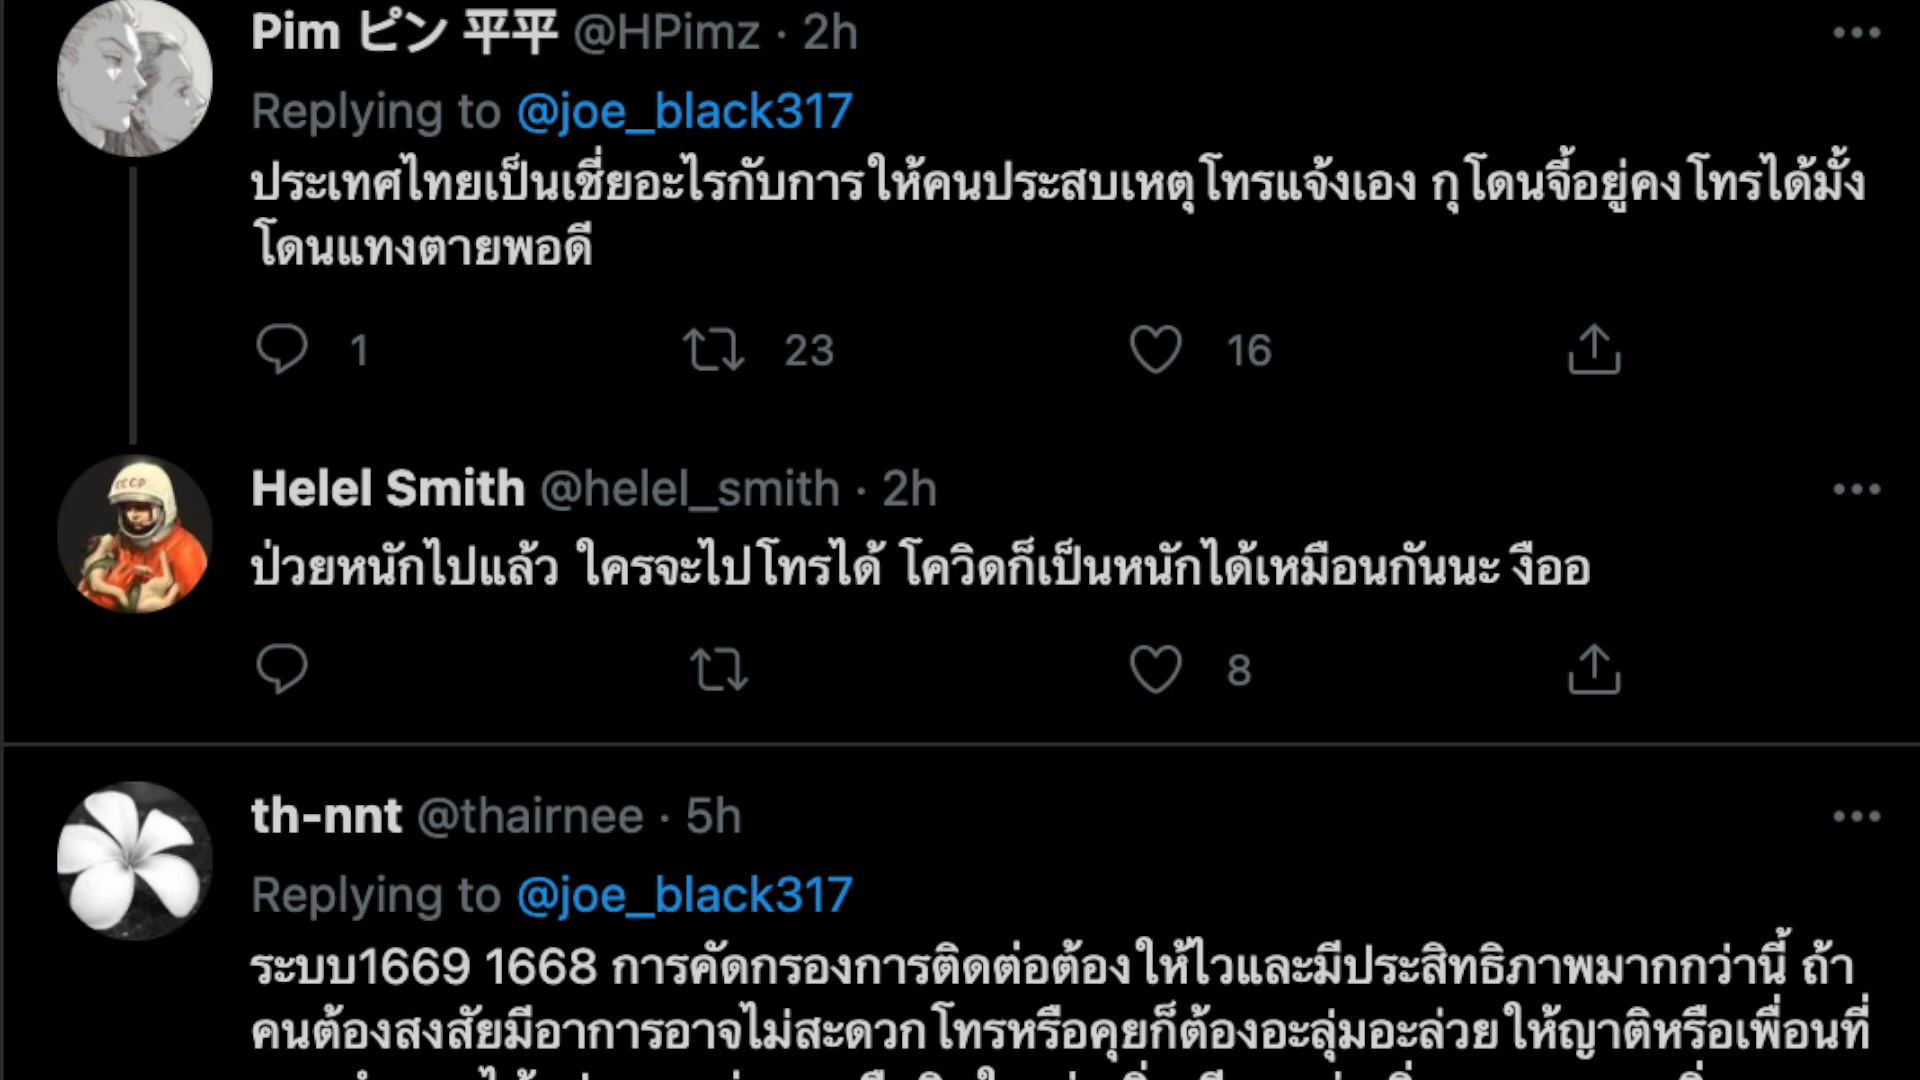 Pim ピン 平平 @HPimz · 2h
Replying to @joe_black317
ประเทศไทยเป็นเชี่ยอะไรกับการให้คนประสบเหตุโทรแจ้งเอง กุโดนจี้อยู่คงโทรได้มั้ง
โดนแทงตายพอดี
1 23 16
CCCP
Helel Smith @helel_smith · 2h
ป่วยหนักไปแล้ว ใครจะไปโทรได้ โควิดก็เป็นหนักได้เหมือนกันนะ งืออ
8
th-nnt @thairnee · 5h
Replying to @joe_black317
ระบบ1669 1668 การคัดกรองการติดต่อต้องให้ไวและมีประสิทธิภาพมากกว่านี้ ถ้า
คนต้องสงสัยมีอาการอาจไม่สะดวกโทรหรือคุยก็ต้องอะลุ่มอะล่วยให้ญาติหรือเพื่อนที่